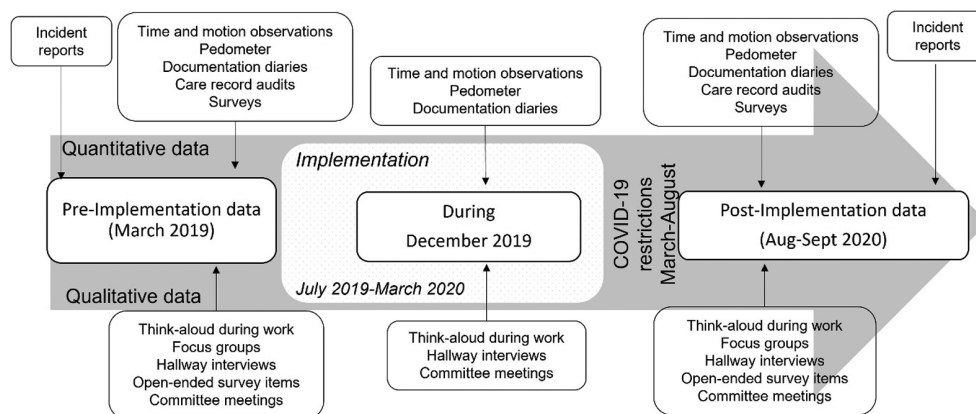 Incident
reports
Time and motion observations
Pedometer
Documentation diaries
Care record audits
Surveys
Time and motion observations
Pedometer
Documentation diaries
Time and motion observations
Pedometer
Documentation diaries
Care record audits
Surveys
Incident
reports
Quantitative data
Implementation
Pre-Implementation data
(March 2019)
During
December 2019
COVID-19
restrictions
March-August
Post-Implementation data
(Aug-Sept 2020)
July 2019-March 2020
Qualitative data
Think-aloud during work
Focus groups
Hallway interviews
Open-ended survey items
Committee meetings
Think-aloud during work
Hallway interviews
Committee meetings
Think-aloud during work
Focus groups
Hallway interviews
Open-ended survey items
Committee meetings